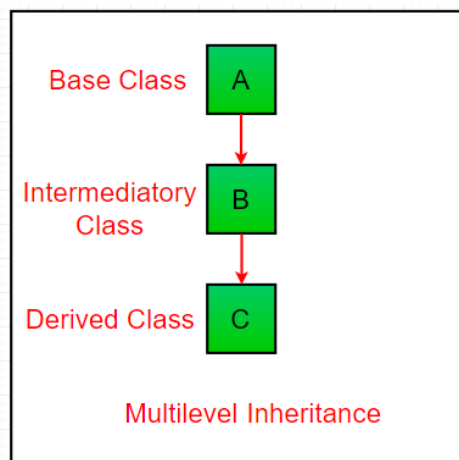 Base Class A
Intermediatory
Class B
Derived Class C
Multilevel Inheritance